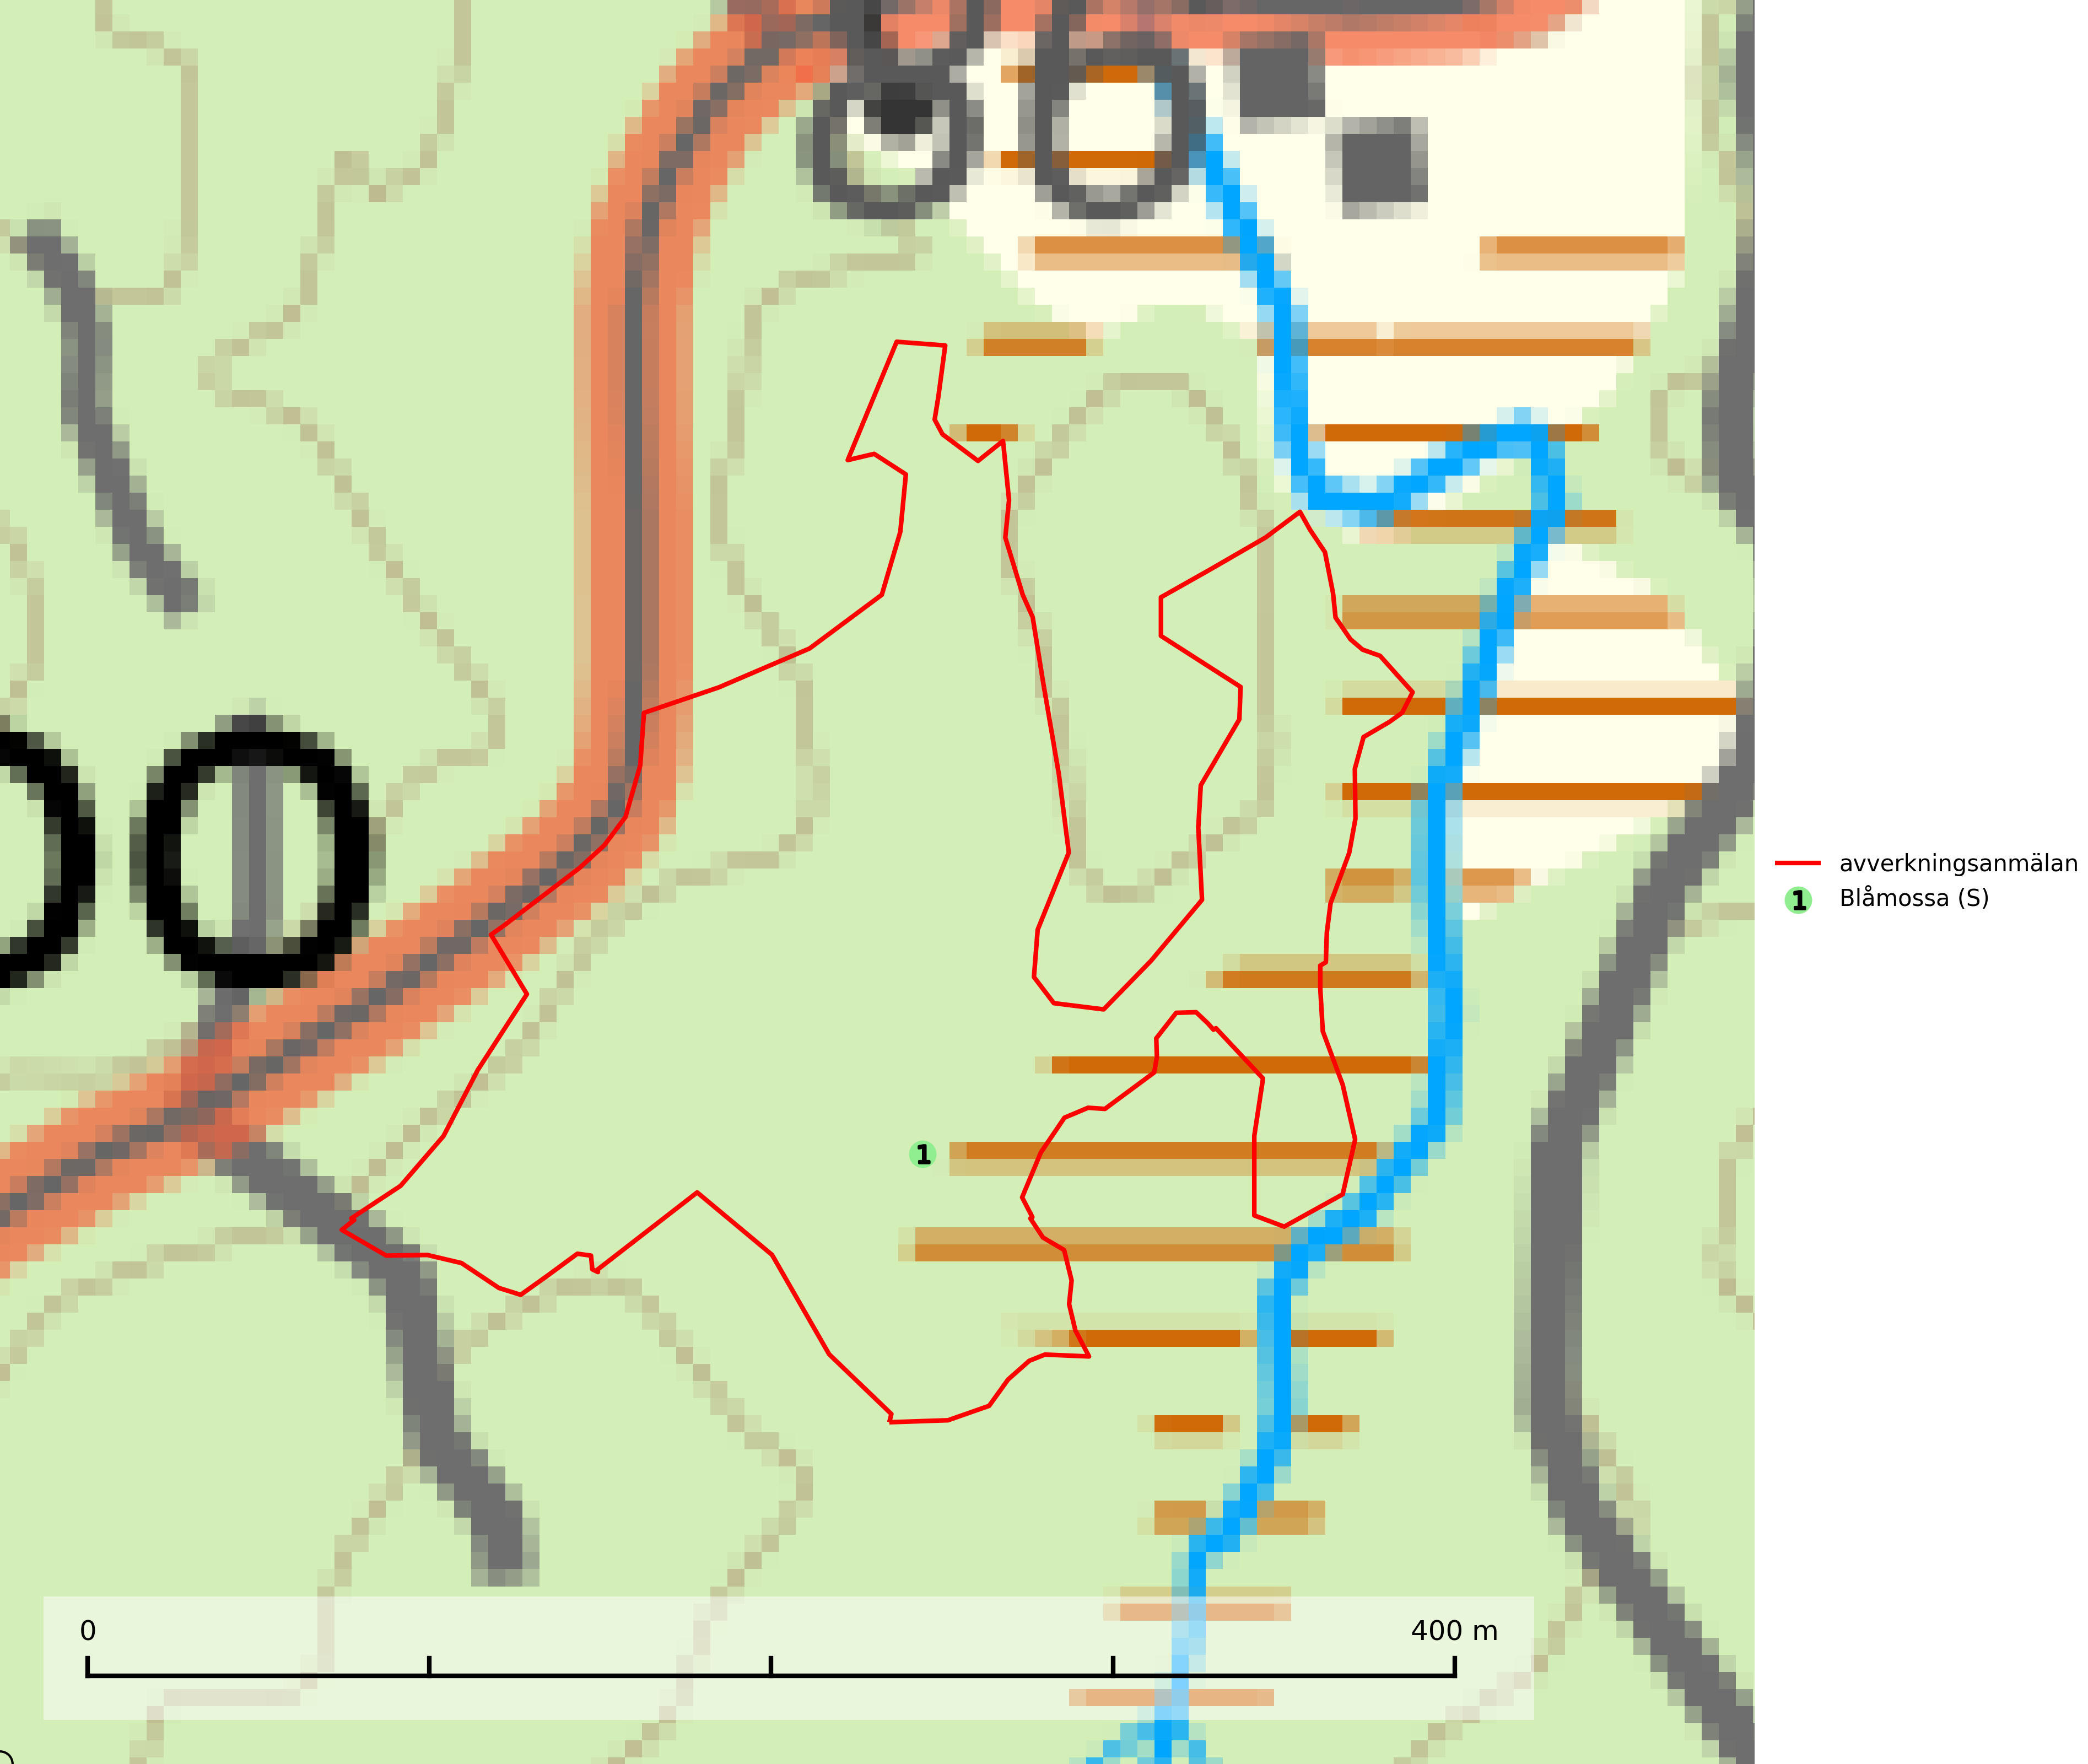 avverkningsanmälan
1 Blåmossa (S)
1
0 400 m